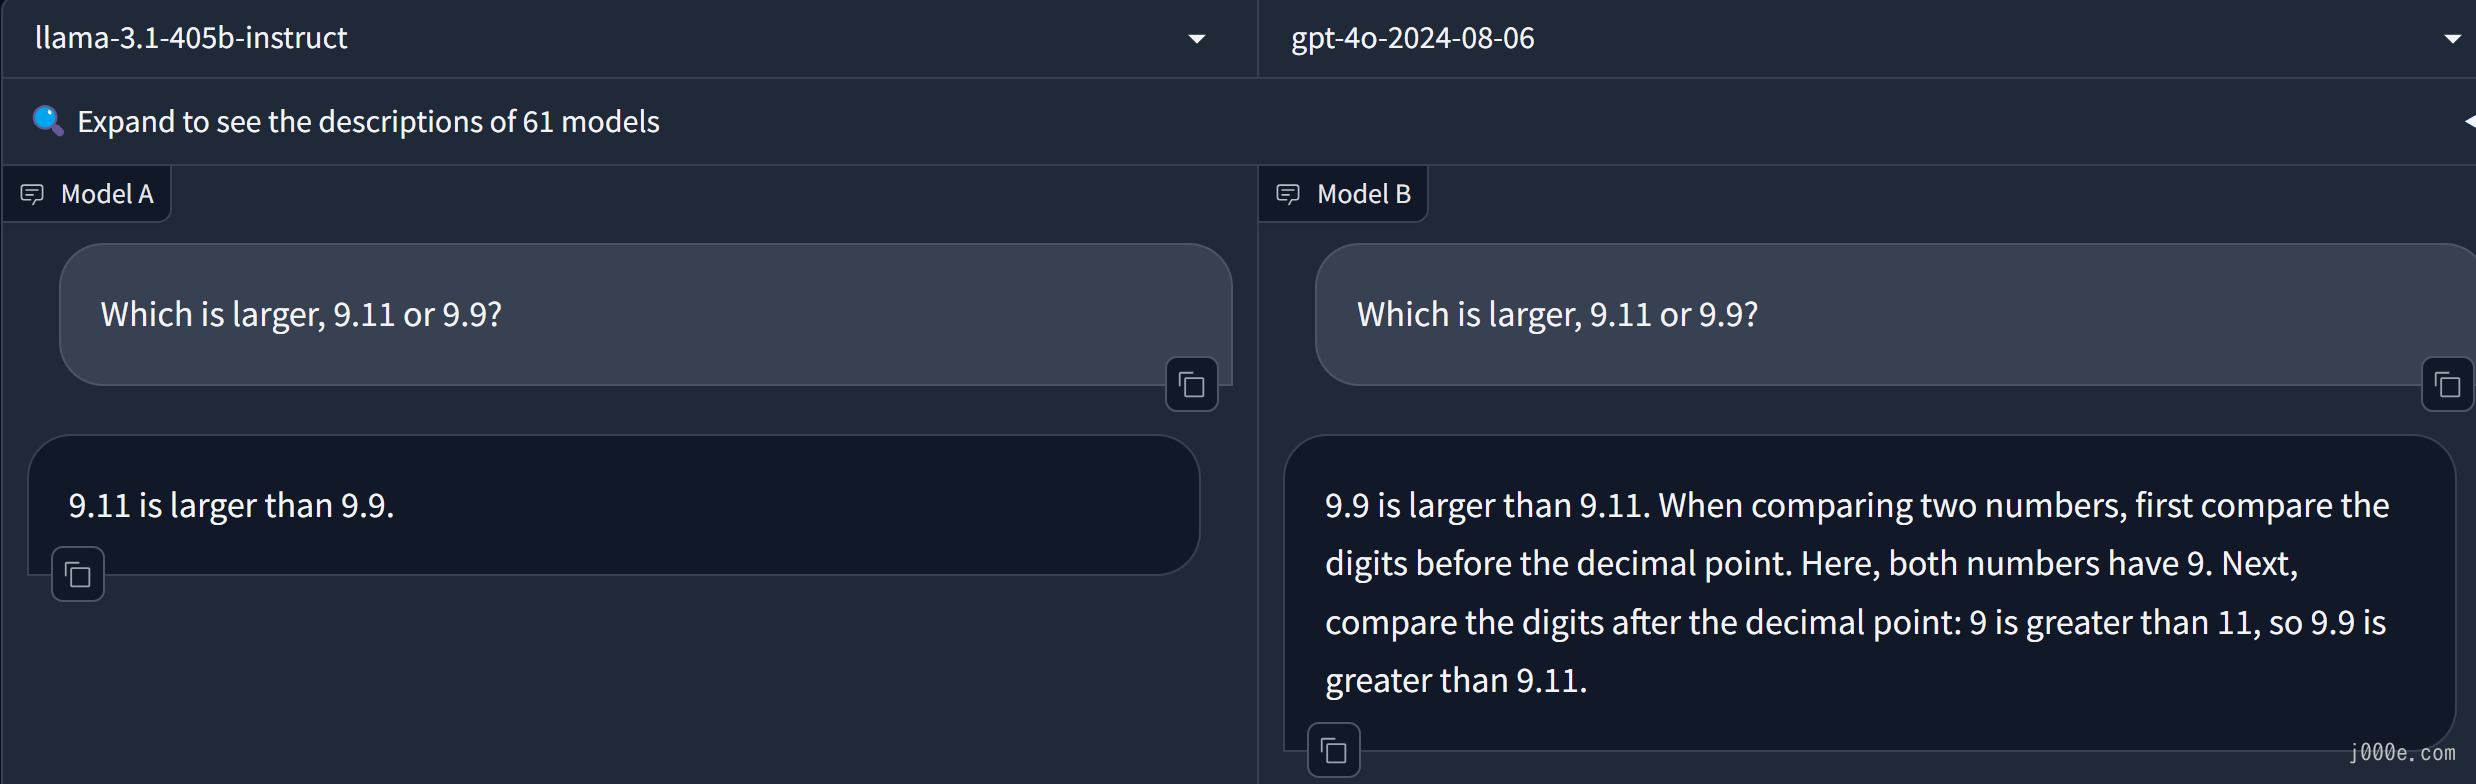 llama-3.1-405b-instruct
gpt-4o-2024-08-06
Expand to see the descriptions of 61 models
Model A
Which is larger, 9.11 or 9.9?
9.11 is larger than 9.9.
Model B
Which is larger, 9.11 or 9.9?
9.9 is larger than 9.11. When comparing two numbers, first compare the
digits before the decimal point. Here, both numbers have 9. Next,
compare the digits after the decimal point: 9 is greater than 11, so 9.9 is
greater than 9.11.
j000e.com